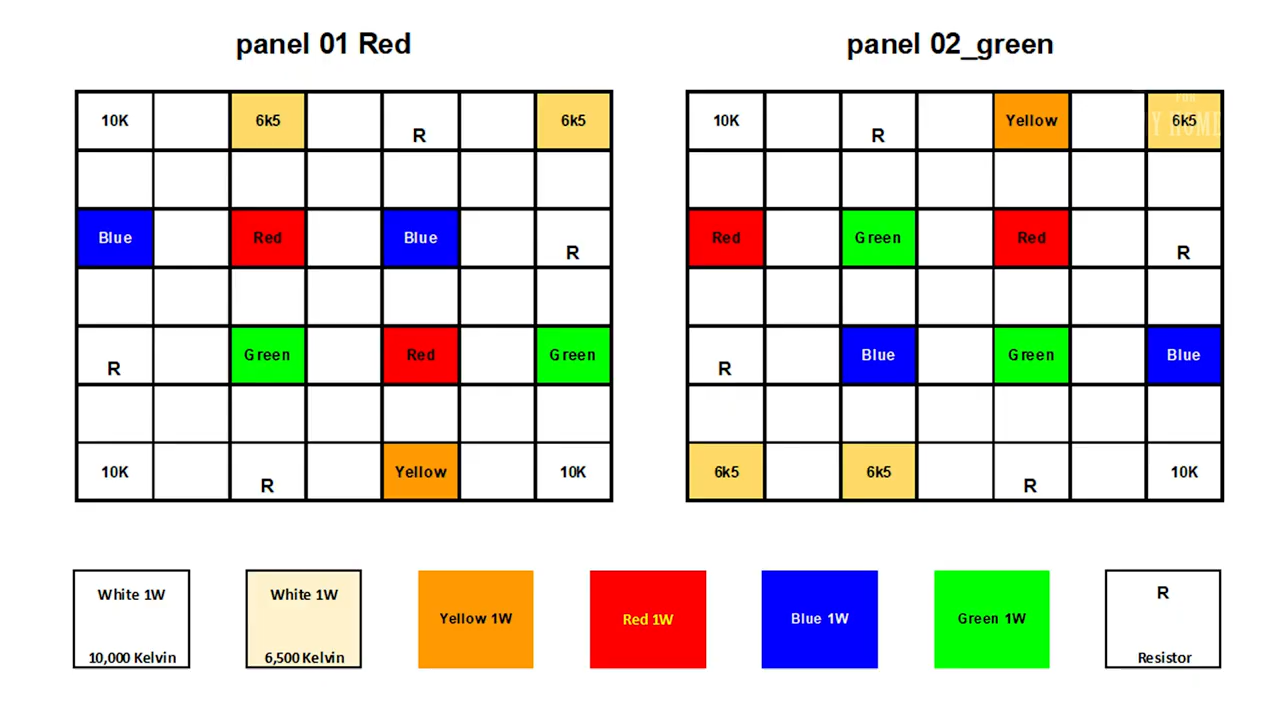 panel 01 Red
panel 02_green
10K 6k5 R 6k5
10K R Yellow 6k5
FOR
Y HOME
Blue Red Blue R
Red Green Red R
R Green Red Green
R Blue Green Blue
10K R Yellow 10K
6k5 6k5 R 10K
White 1W
10,000 Kelvin
White 1W
6,500 Kelvin
Yellow 1W
Red 1W
Blue 1W
Green 1W
R
Resistor